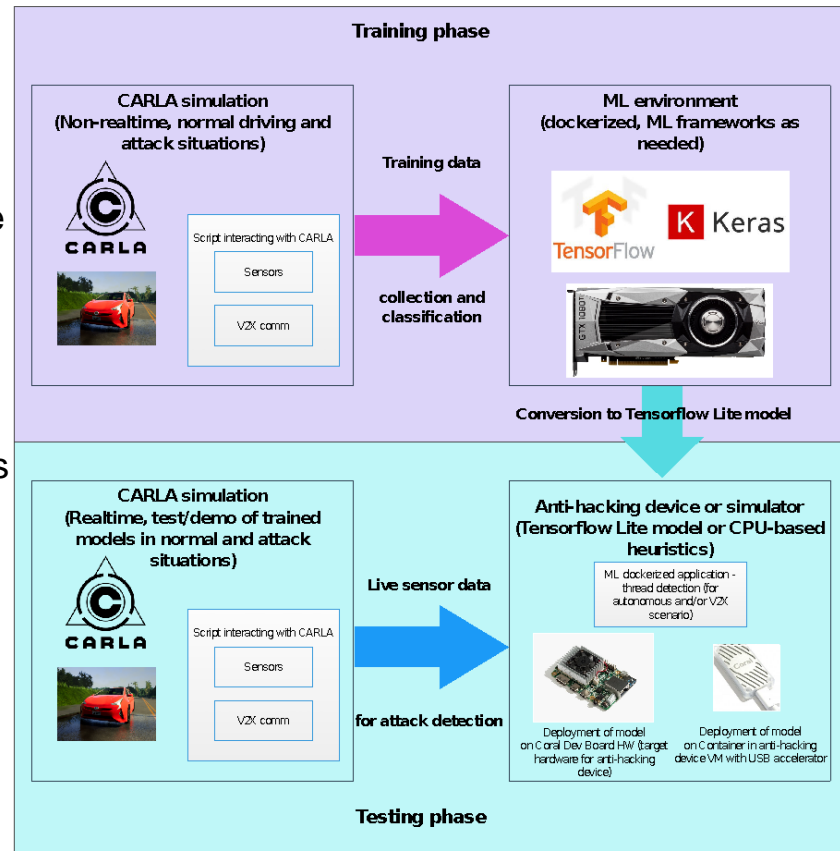 Training phase
CARLA simulation
(Non-realtime, normal driving and
attack situations)
CARLA
Script interacting with CARLA
Sensors
V2X comm
Training data
collection and
classification
ML environment
(dockerized, ML frameworks as
needed)
TensorFlow
K Keras
GTX 1080 Ti
Conversion to Tensorflow Lite model
e
s
CARLA simulation
(Realtime, test/demo of trained
models in normal and attack
situations)
CARLA
Script interacting with CARLA
Sensors
V2X comm
Live sensor data
for attack detection
Anti-hacking device or simulator
(Tensorflow Lite model or CPU-based
heuristics)
ML dockerized application -
thread detection (for
autonomous and/or V2X
scenario)
Coral
Deployment of model
on Coral Dev Board HW (target
hardware for anti-hacking
device)
Deployment of model
on Container in anti-hacking
device VM with USB accelerator
Testing phase